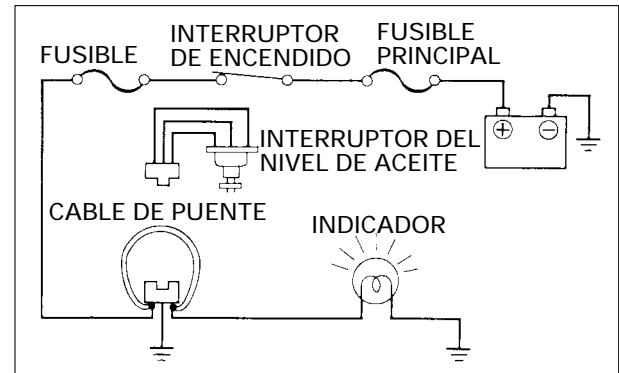 FUSIBLE
INTERRUPTOR
DE ENCENDIDO
FUSIBLE
PRINCIPAL
+ −
INTERRUPTOR DEL
NIVEL DE ACEITE
CABLE DE PUENTE
INDICADOR